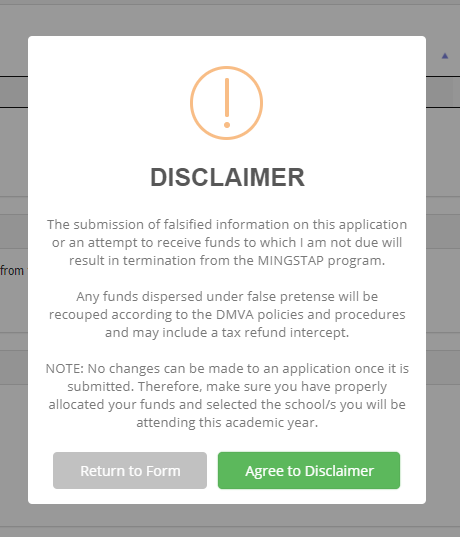 DISCLAIMER
The submission of falsified information on this application
or an attempt to receive funds to which I am not due will
result in termination from the MINGSTAP program.
from
Any funds dispersed under false pretense will be
recouped according to the DMVA policies and procedures
and may include a tax refund intercept.
NOTE: No changes can be made to an application once it is
submitted. Therefore, make sure you have properly
allocated your funds and selected the school/s you will be
attending this academic year.
Return to Form
Agree to Disclaimer